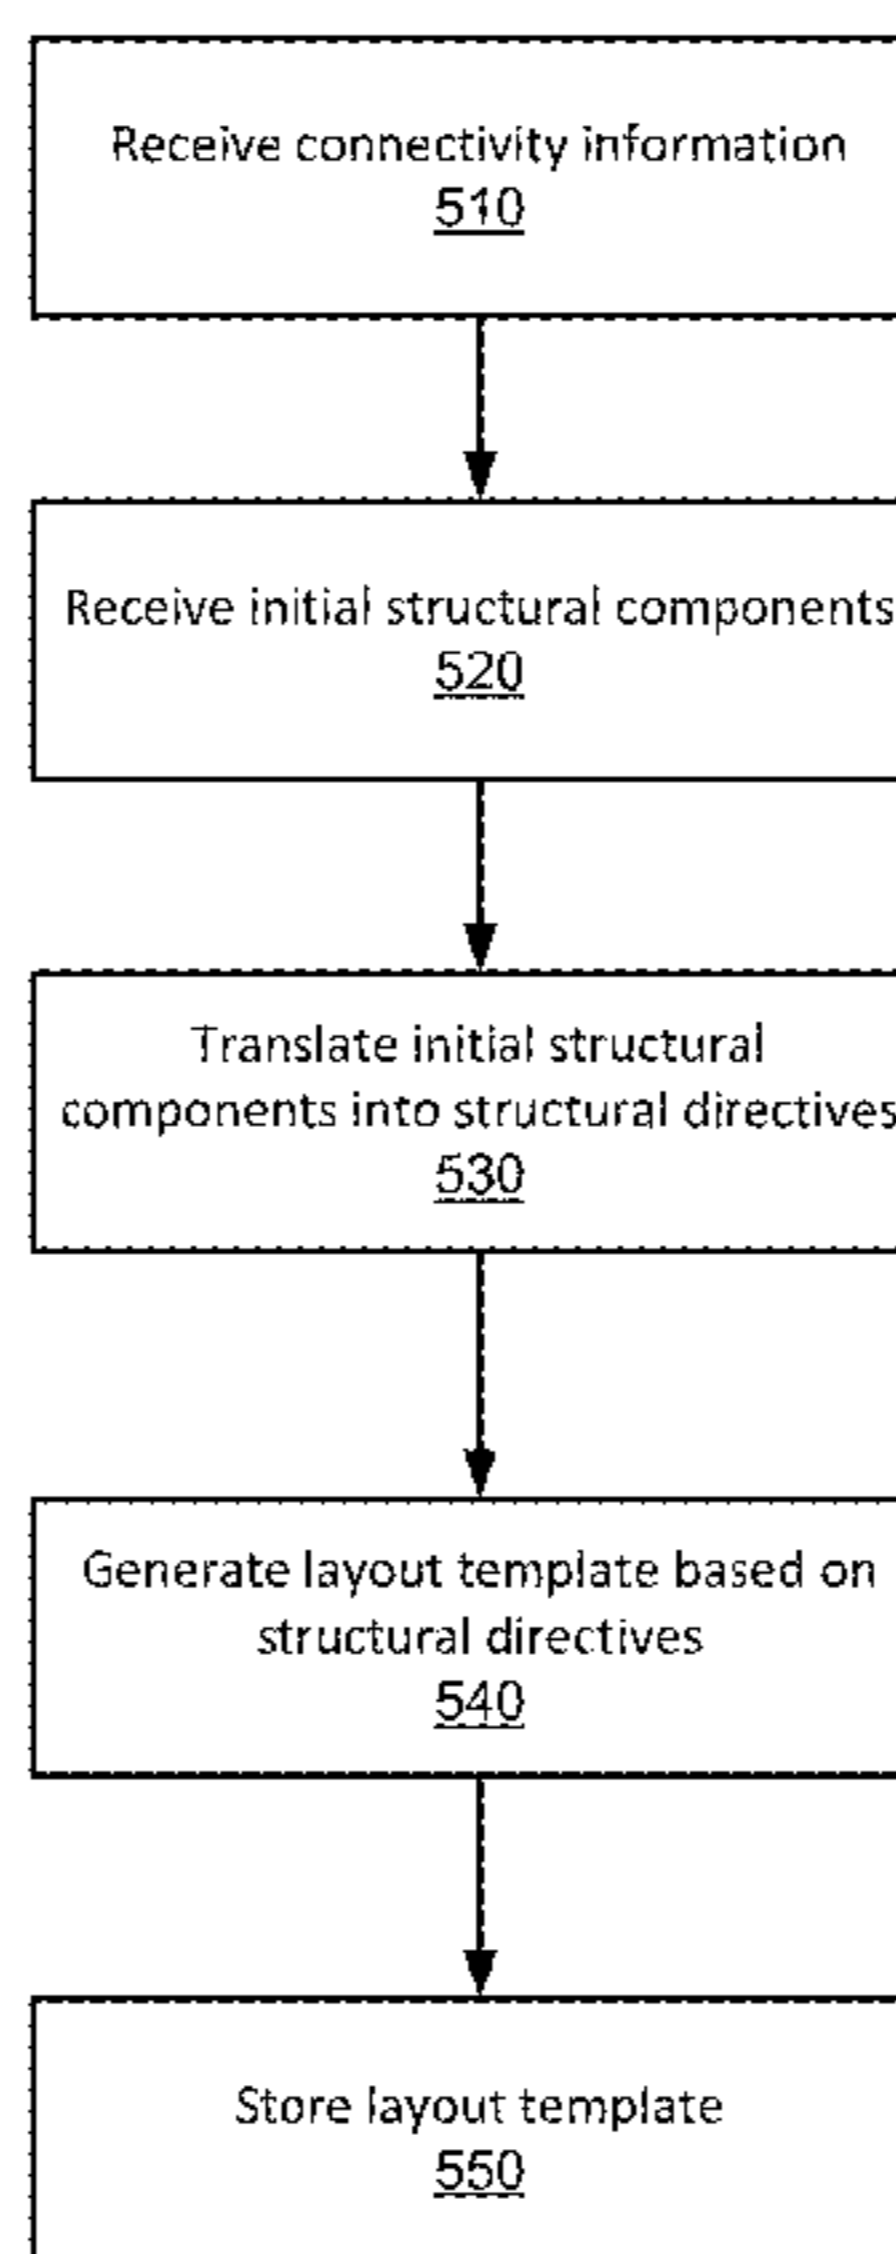 Receive connectivity information
510
Receive initial structural components
520
Translate initial structural
components into structural directives
530
Generate layout template based on
structural directives
540
Store layout template
550